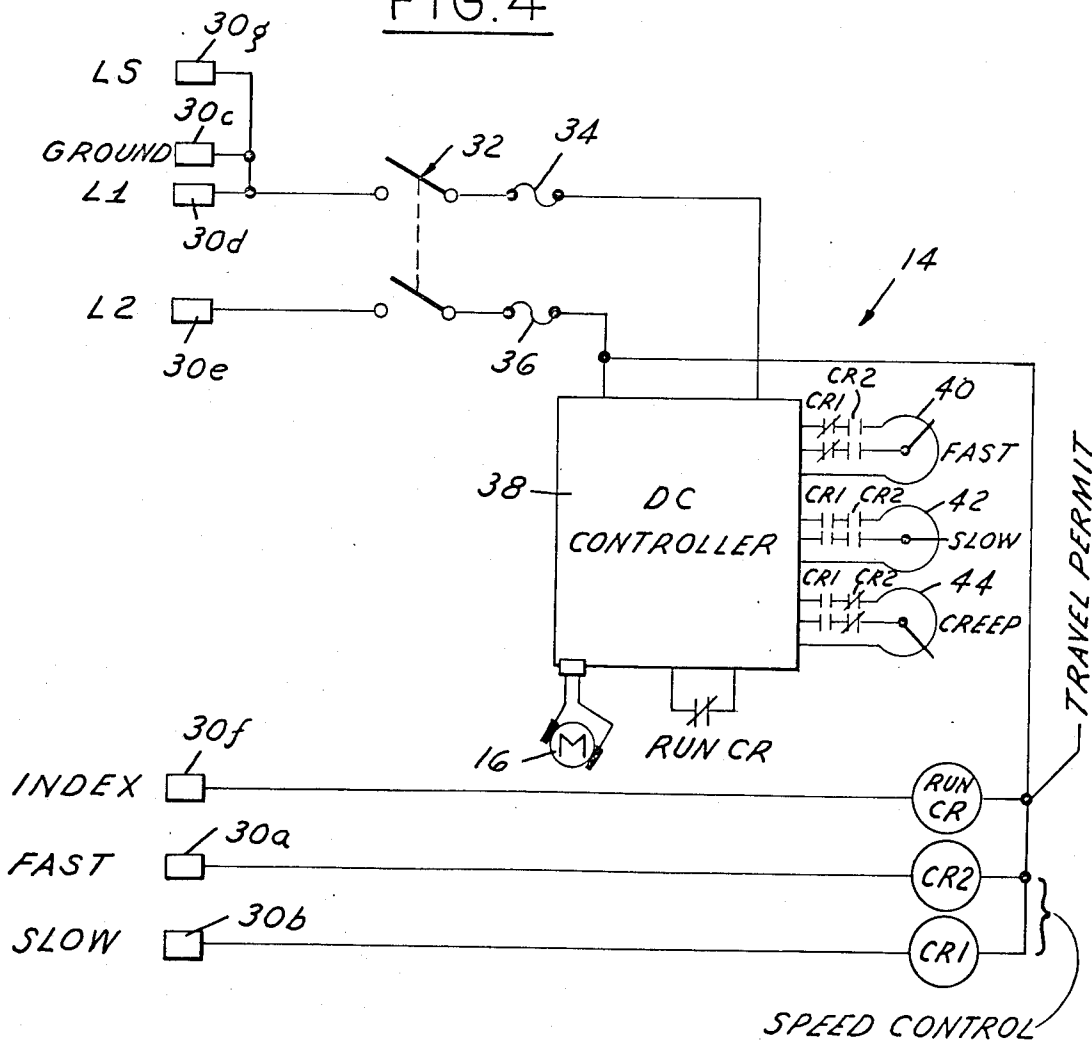 FIG.4
30g
LS
30c
GROUND
L1
30d
32
34
L2
30e
36
14
CR2
CR1
40
FAST
38
DC
CONTROLLER
CR1 CR2
42
SLOW
CR1 CR2
44
CREEP
TRAVEL PERMIT
16
M
RUN CR
30f
INDEX
RUN
CR
30a
FAST
CR2
30b
SLOW
CR1
SPEED CONTROL